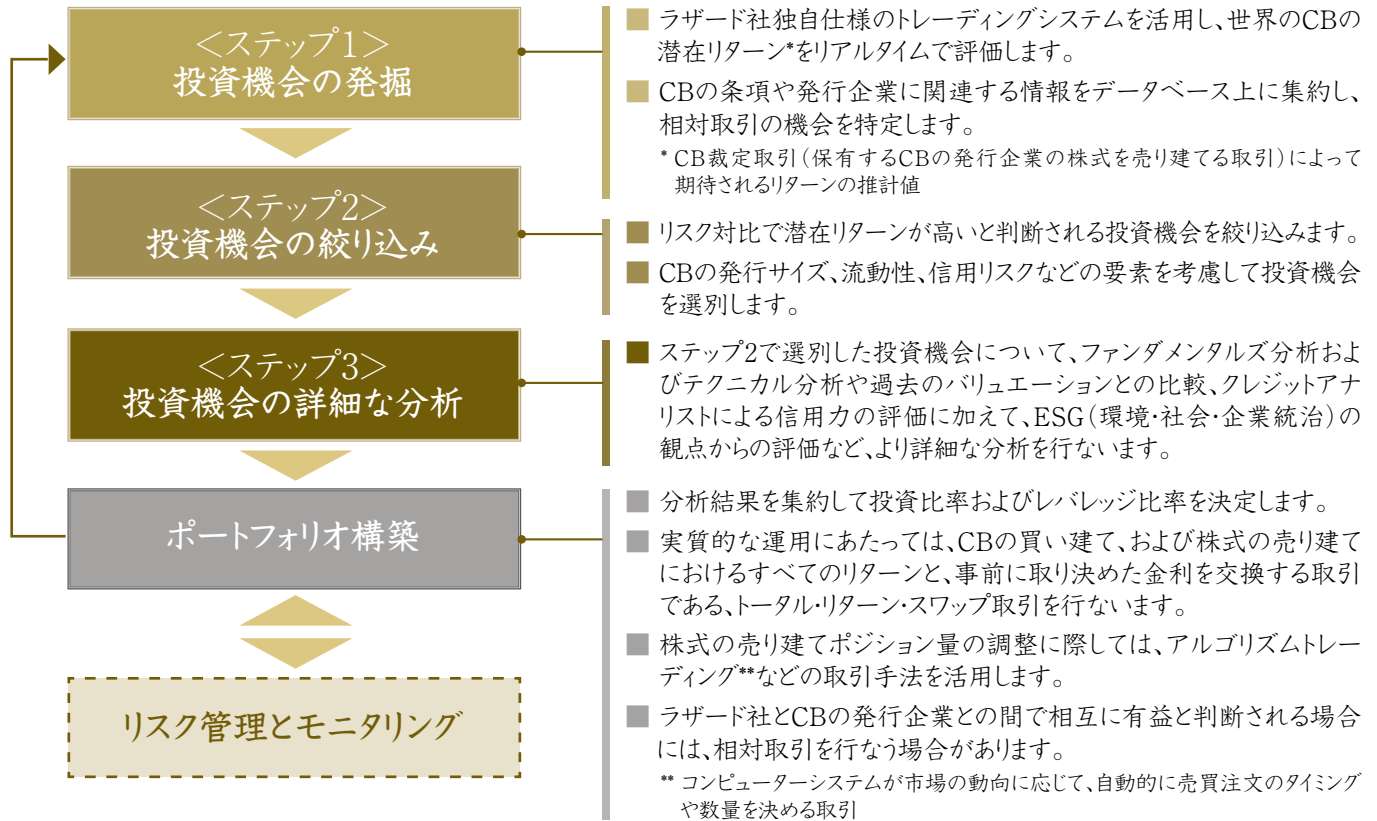 <ステップ1>
投資機会の発掘
■ ラザード社独自仕様のトレーディングシステムを活用し、世界のCBの
潜在リターン*をリアルタイムで評価します。
■ CBの条項や発行企業に関連する情報をデータベース上に集約し、
相対取引の機会を特定します。
* CB裁定取引(保有するCBの発行企業の株式を売り建てる取引)によって
期待されるリターンの推計値
<ステップ2>
投資機会の絞り込み
■ リスク対比で潜在リターンが高いと判断される投資機会を絞り込みます。
■ CBの発行サイズ、流動性、信用リスクなどの要素を考慮して投資機会
を選別します。
<ステップ3>
投資機会の詳細な分析
■ ステップ2で選別した投資機会について、ファンダメンタルズ分析およ
びテクニカル分析や過去のバリュエーションとの比較、クレジットアナ
リストによる信用力の評価に加えて、ESG(環境・社会・企業統治)の
観点からの評価など、より詳細な分析を行ないます。
ポートフォリオ構築
■ 分析結果を集約して投資比率およびレバレッジ比率を決定します。
■ 実質的な運用にあたっては、CBの買い建て、および株式の売り建て
におけるすべてのリターンと、事前に取り決めた金利を交換する取引
である、トータル・リターン・スワップ取引を行ないます。
■ 株式の売り建てポジション量の調整に際しては、アルゴリズムトレー
ディング**などの取引手法を活用します。
■ ラザード社とCBの発行企業との間で相互に有益と判断される場合
には、相対取引を行なう場合があります。
** コンピューターシステムが市場の動向に応じて、自動的に売買注文のタイミング
や数量を決める取引
リスク管理とモニタリング